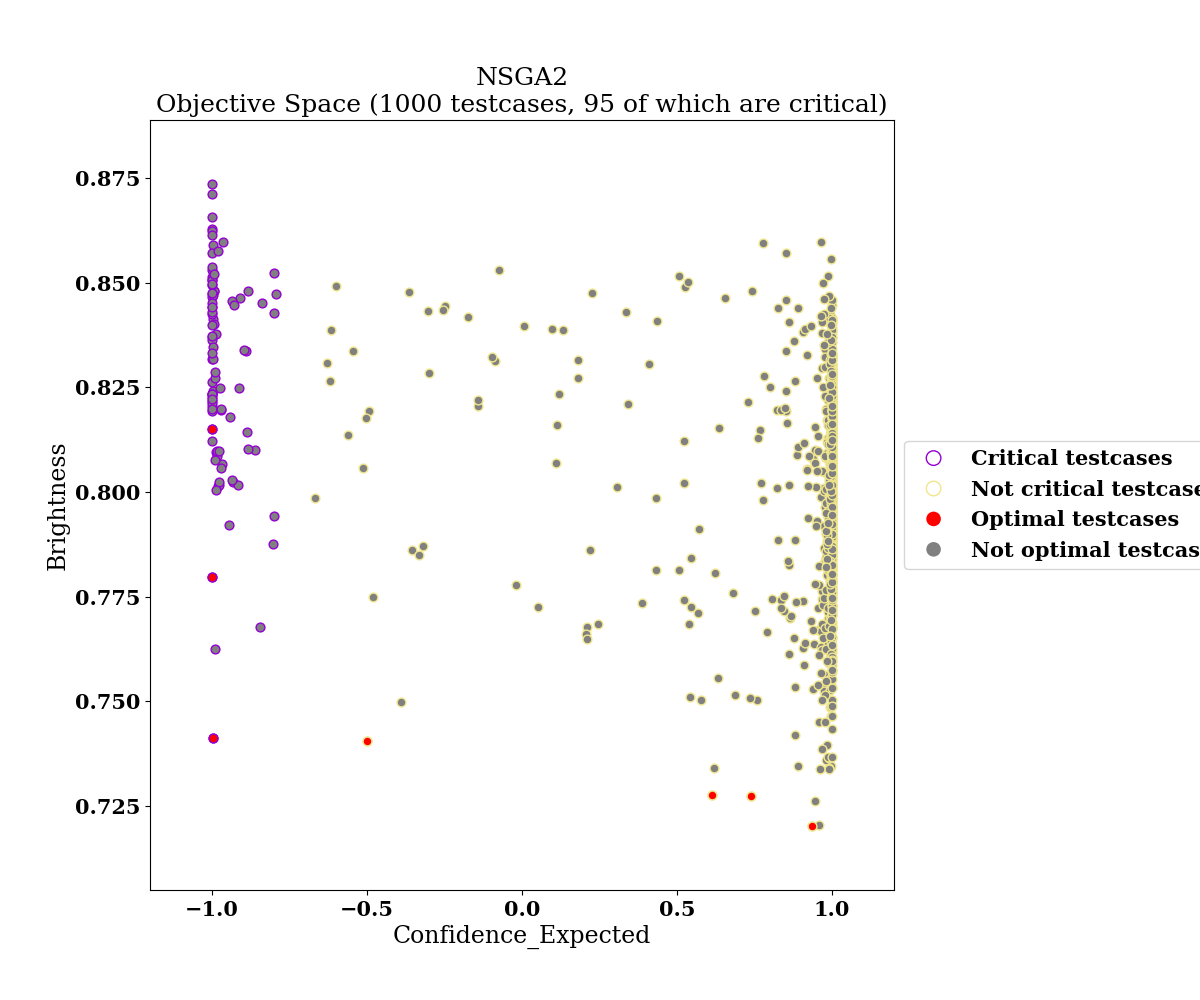 NSGA2
Objective Space (1000 testcases, 95 of which are critical)
0.875
0.850
0.825
0.800
0.775
0.750
0.725
Brightness
−1.0
−0.5
0.0
0.5
1.0
Confidence_Expected
Critical testcases
Not critical testcase
Optimal testcases
Not optimal testcas